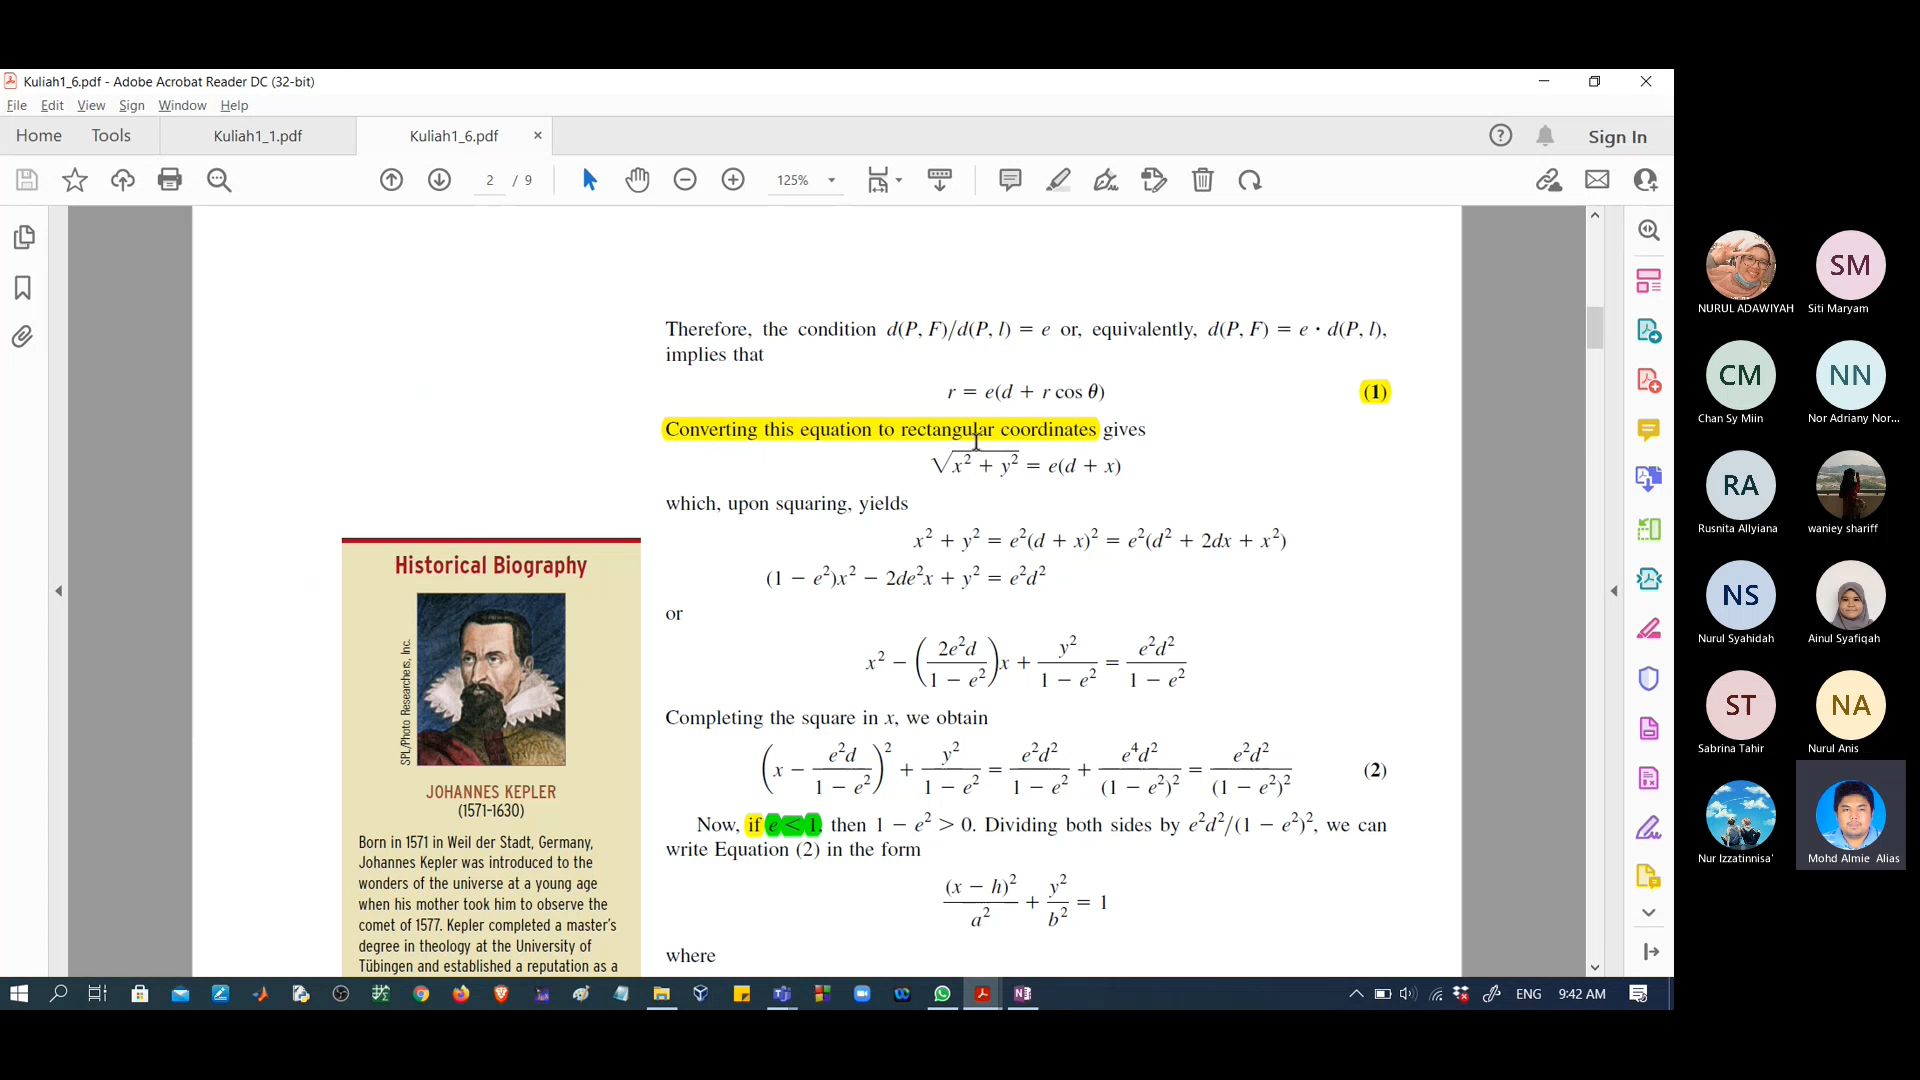 Kuliah1_6.pdf - Adobe Acrobat Reader DC (32-bit)
File Edit View Sign Window Help
Home Tools Kuliah1_1.pdf Kuliah1_6.pdf × Sign In
2 / 9 125%
Therefore, the condition d(P, F)/d(P, l) = e or, equivalently, d(P, F) = e · d(P, l),
implies that
r = e(d + r cos θ) (1)
Converting this equation to rectangular coordinates gives
√(x² + y²) = e(d + x)
which, upon squaring, yields
x² + y² = e²(d + x)² = e²(d² + 2dx + x²)
(1 − e²)x² − 2de²x + y² = e²d²
or
x² − (2e²d / (1 − e²))x + y² / (1 − e²) = e²d² / (1 − e²)
Completing the square in x, we obtain
(x − e²d / (1 − e²))² + y² / (1 − e²) = e²d² / (1 − e²) + e⁴d² / (1 − e²)² = e²d² / (1 − e²)² (2)
Now, if e < 1, then 1 − e² > 0. Dividing both sides by e²d²/(1 − e²)², we can
write Equation (2) in the form
(x − h)² / a² + y² / b² = 1
where
Historical Biography
SPL/Photo Researchers, Inc.
JOHANNES KEPLER
(1571-1630)
Born in 1571 in Weil der Stadt, Germany,
Johannes Kepler was introduced to the
wonders of the universe at a young age
when his mother took him to observe the
comet of 1577. Kepler completed a master's
degree in theology at the University of
Tübingen and established a reputation as a
NURUL ADAWIYAH
SM
Siti Maryam
CM
Chan Sy Miin
NN
Nor Adriany Nor...
RA
Rusnita Allyiana
waniey shariff
NS
Nurul Syahidah
Ainul Syafiqah
ST
Sabrina Tahir
NA
Nurul Anis
Nur Izzatinnisa'
Mohd Almie Alias
ENG 9:42 AM